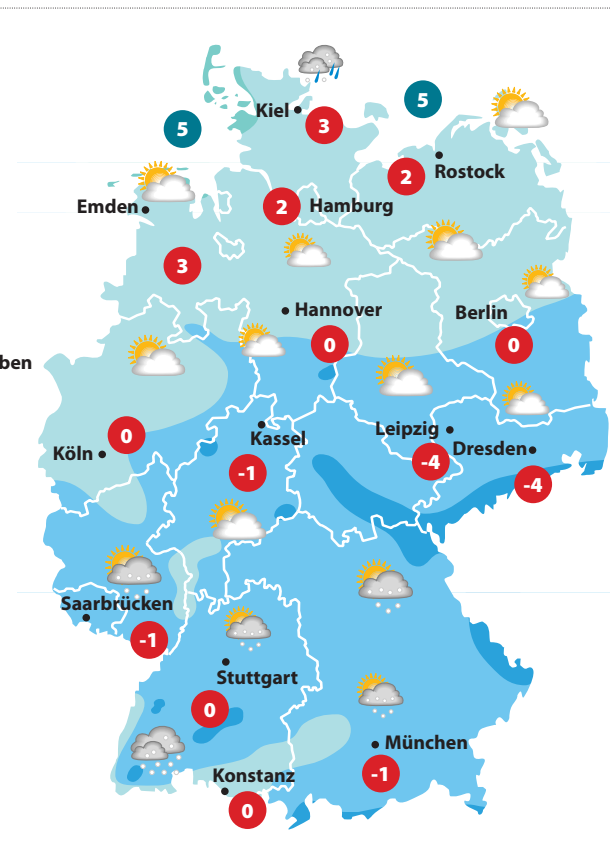 5
Kiel
3
5
2
Rostock
Emden
2
Hamburg
3
Hannover
Berlin
0
0
ben
Kassel
Leipzig
Dresden
0
Köln
-1
-4
-4
Saarbrücken
-1
Stuttgart
0
München
Konstanz
-1
0